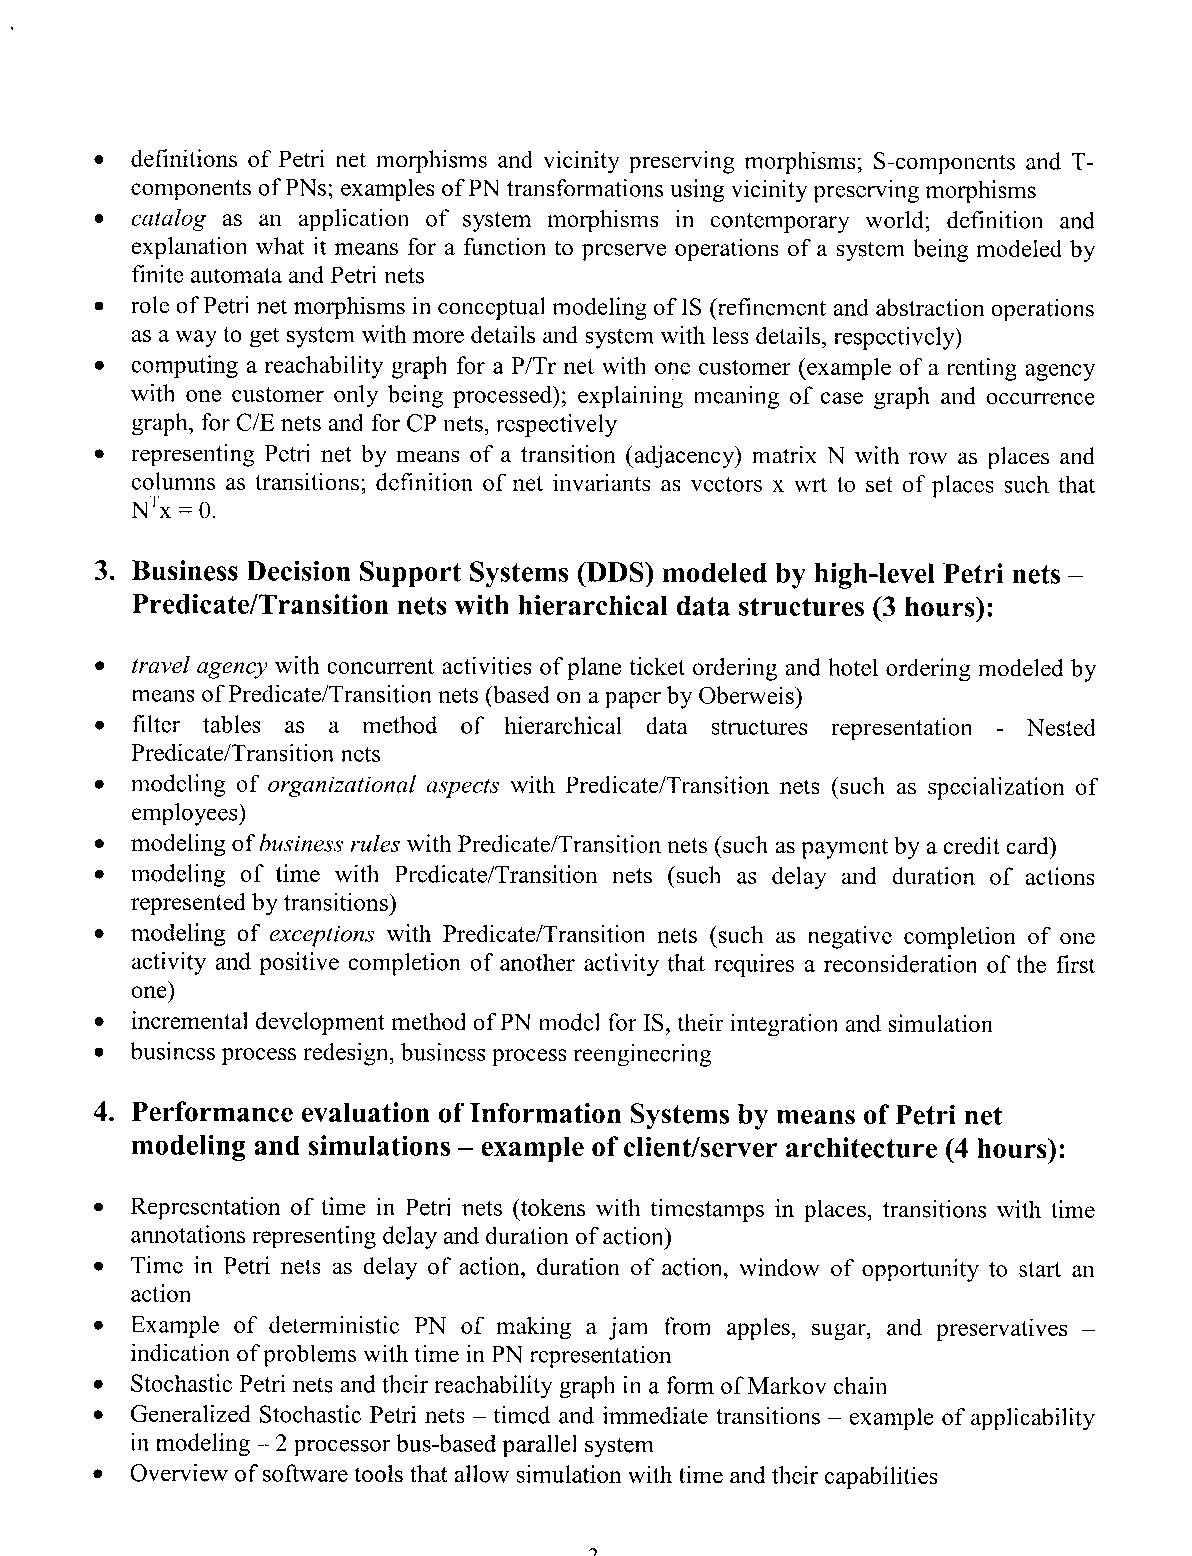 • definitions of Petri net morphisms and vicinity preserving morphisms; S-components and T-
components of PNs; examples of PN transformations using vicinity preserving morphisms
• catalog as an application of system morphisms in contemporary world; definition and
explanation what it means for a function to preserve operations of a system being modeled by
finite automata and Petri nets
• role of Petri net morphisms in conceptual modeling of IS (refinement and abstraction operations
as a way to get system with more details and system with less details, respectively)
• computing a reachability graph for a P/Tr net with one customer (example of a renting agency
with one customer only being processed); explaining meaning of case graph and occurrence
graph, for C/E nets and for CP nets, respectively
• representing Petri net by means of a transition (adjacency) matrix N with row as places and
columns as transitions; definition of net invariants as vectors x wrt to set of places such that
Nᵀx = 0.
3. Business Decision Support Systems (DDS) modeled by high-level Petri nets –
Predicate/Transition nets with hierarchical data structures (3 hours):
• travel agency with concurrent activities of plane ticket ordering and hotel ordering modeled by
means of Predicate/Transition nets (based on a paper by Oberweis)
• filter tables as a method of hierarchical data structures representation - Nested
Predicate/Transition nets
• modeling of organizational aspects with Predicate/Transition nets (such as specialization of
employees)
• modeling of business rules with Predicate/Transition nets (such as payment by a credit card)
• modeling of time with Predicate/Transition nets (such as delay and duration of actions
represented by transitions)
• modeling of exceptions with Predicate/Transition nets (such as negative completion of one
activity and positive completion of another activity that requires a reconsideration of the first
one)
• incremental development method of PN model for IS, their integration and simulation
• business process redesign, business process reengineering
4. Performance evaluation of Information Systems by means of Petri net
modeling and simulations – example of client/server architecture (4 hours):
• Representation of time in Petri nets (tokens with timestamps in places, transitions with time
annotations representing delay and duration of action)
• Time in Petri nets as delay of action, duration of action, window of opportunity to start an
action
• Example of deterministic PN of making a jam from apples, sugar, and preservatives –
indication of problems with time in PN representation
• Stochastic Petri nets and their reachability graph in a form of Markov chain
• Generalized Stochastic Petri nets – timed and immediate transitions – example of applicability
in modeling – 2 processor bus-based parallel system
• Overview of software tools that allow simulation with time and their capabilities